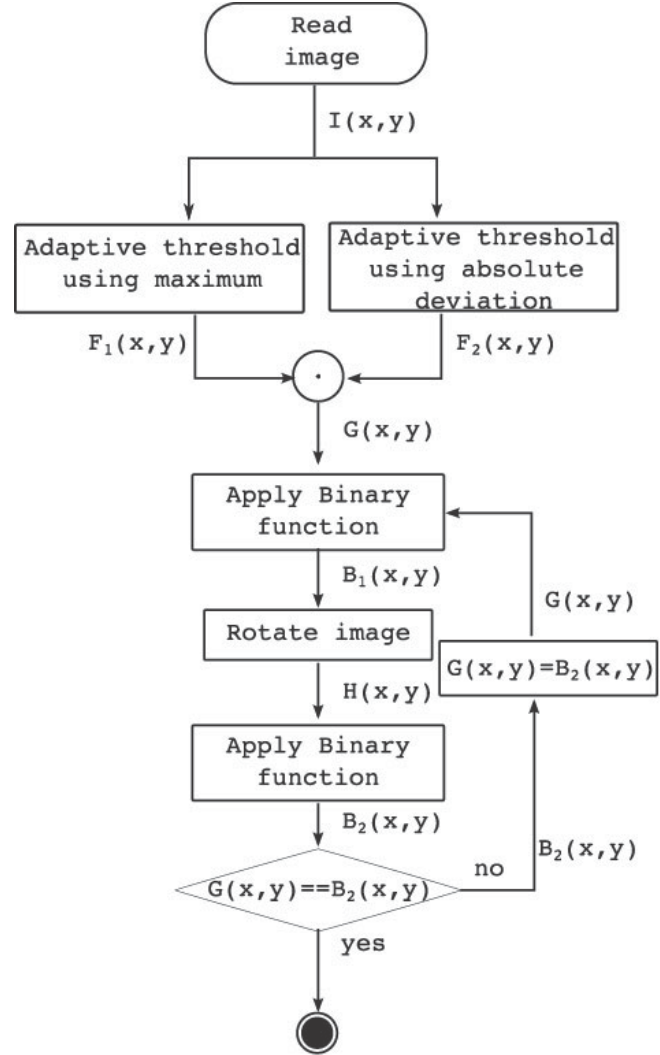 Read
image
I(x,y)
Adaptive threshold
using maximum
Adaptive threshold
using absolute
deviation
F₁(x,y)
F₂(x,y)
.
G(x,y)
Apply Binary
function
B₁(x,y)
G(x,y)
Rotate image
G(x,y)=B₂(x,y)
H(x,y)
Apply Binary
function
B₂(x,y)
B₂(x,y)
no
G(x,y)==B₂(x,y)
yes